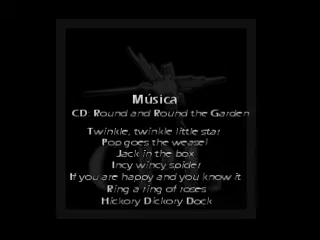 Música
CD: Round and Round the Garden
Twinkle, twinkle little star
Pop goes the weasel
Jack in the box
Incy wincy spider
If you are happy and you know it
Ring a ring of roses
Hickory Dickory Dock